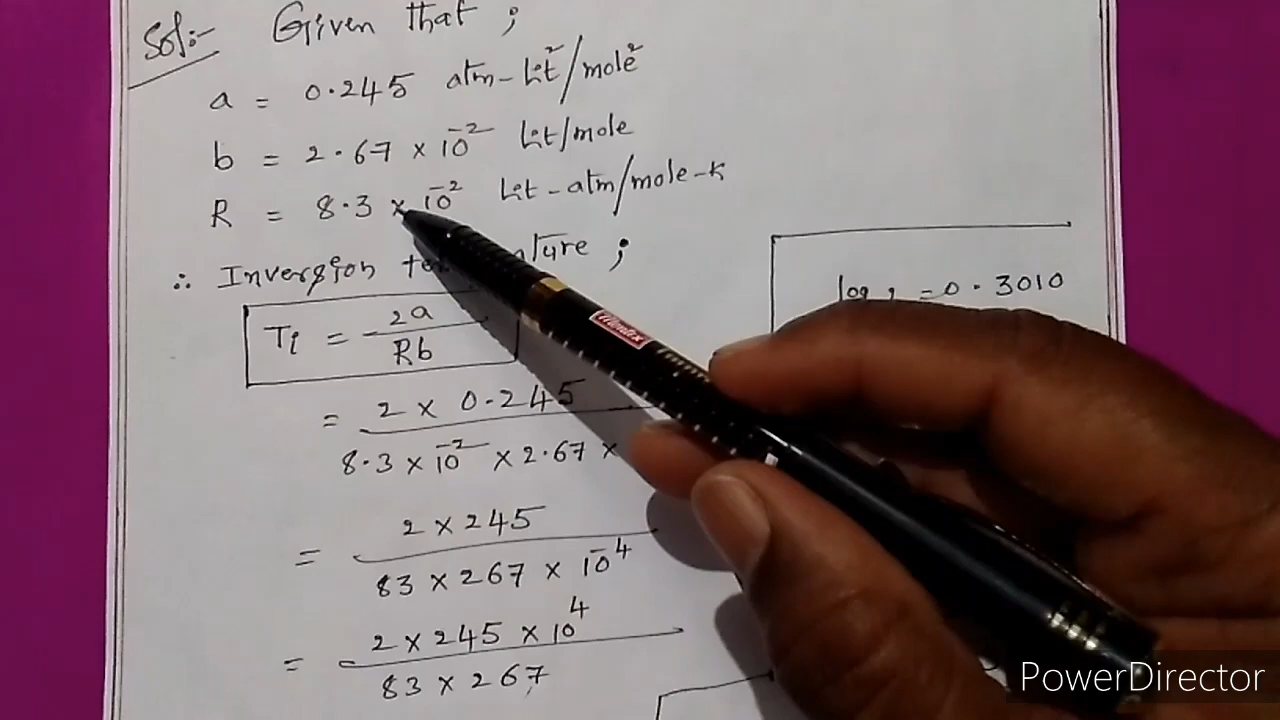 Sol:- Given that ;
a = 0.245 atm-Lit²/mole²
b = 2.67 × 10⁻² Lit/mole
R = 8.3 × 10⁻² Lit-atm/mole-K
∴ Inversion ;
Ti = 2a / Rb
= 2 × 0.245 / 8.3 × 10⁻² × 2.67 ×
= 2 × 245 / 83 × 267 × 10⁻⁴
= 2 × 245 × 10⁴ / 83 × 267
log = 0.3010
PowerDirector